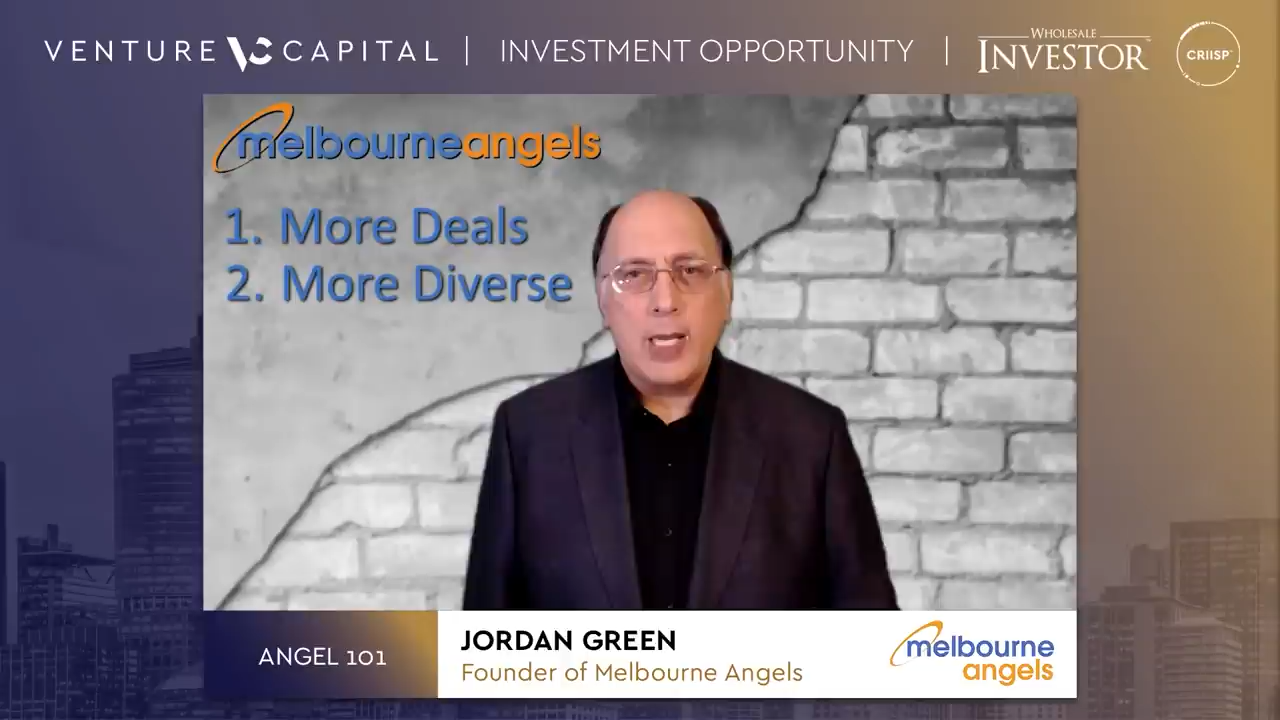 VENTURE VC CAPITAL | INVESTMENT OPPORTUNITY | WHOLESALE INVESTOR CRIISP
melbourneangels
1. More Deals
2. More Diverse
ANGEL 101
JORDAN GREEN
Founder of Melbourne Angels
melbourne
angels